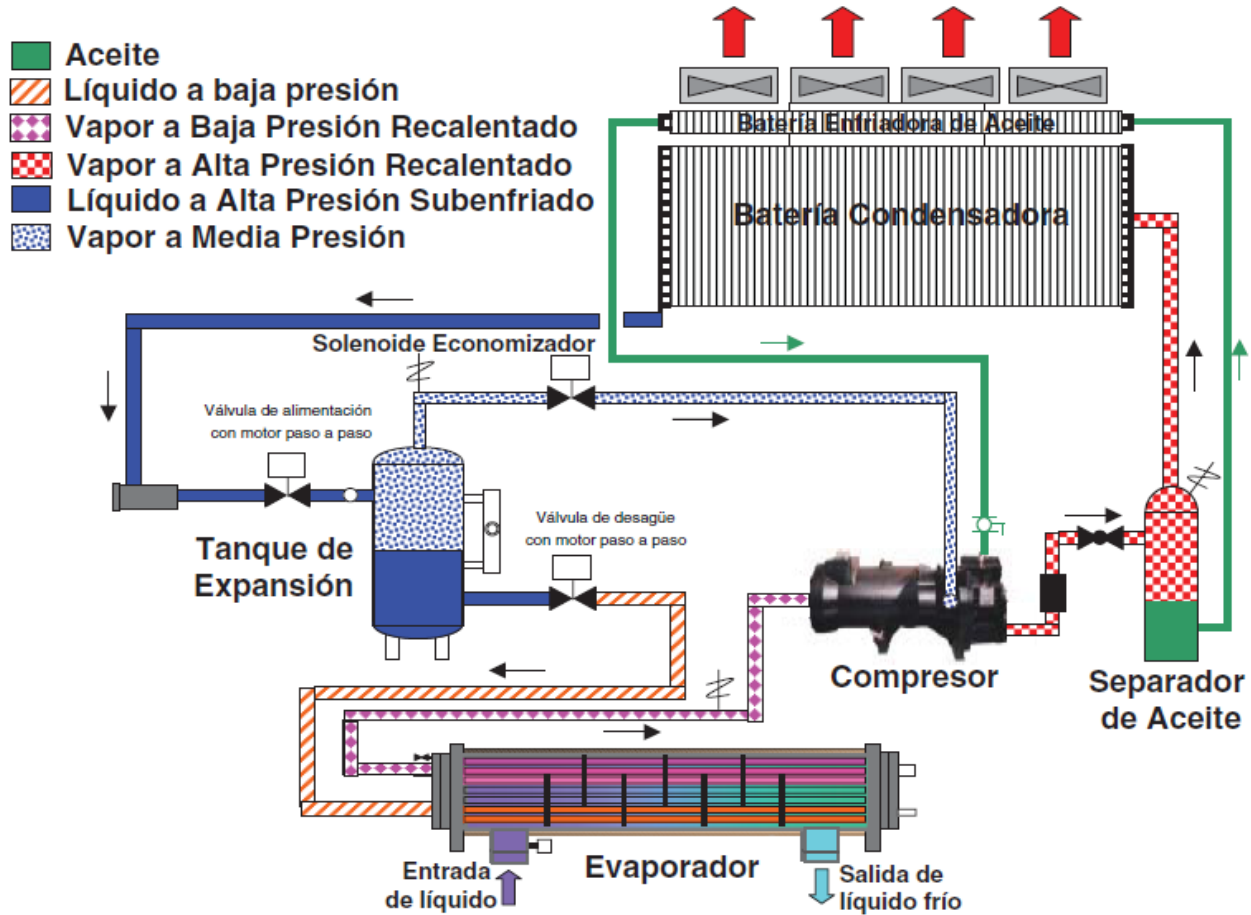 Aceite
Líquido a baja presión
Vapor a Baja Presión Recalentado
Vapor a Alta Presión Recalentado
Líquido a Alta Presión Subenfriado
Vapor a Media Presión
Batería Enfriadora de Aceite
Batería Condensadora
Solenoide Economizador
Válvula de alimentación
con motor paso a paso
Tanque de
Expansión
Válvula de desagüe
con motor paso a paso
Compresor
Separador
de Aceite
Evaporador
Entrada
de líquido
Salida de
líquido frío